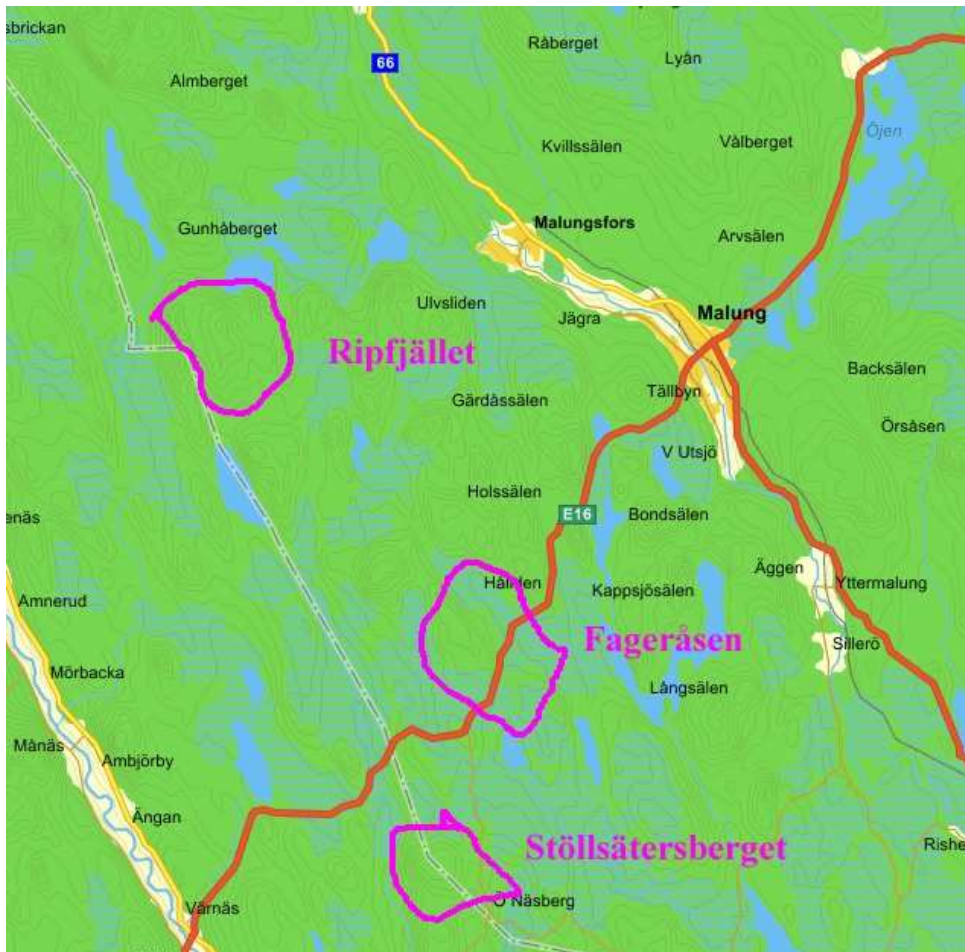 sbrickan
Råberget
Lyån
66
Almberget
Öjen
Kvillssälen
Vålberget
Gunhåberget
Malungsfors
Arvsälen
Ulvsliden
Jägra
Malung
Ripfjället
Backsälen
Gärdåssälen
Tällbyn
Örsåsen
V Utsjö
Holssälen
E16
Bondsälen
enäs
Äggen
Håliden
Kappsjösälen
Yttermalung
Amnerud
Fageråsen
Sillerö
Mörbacka
Långsälen
Månäs
Ambjörby
Ängan
Stöllsätersberget
Rishe
Värnäs
Ö Näsberg